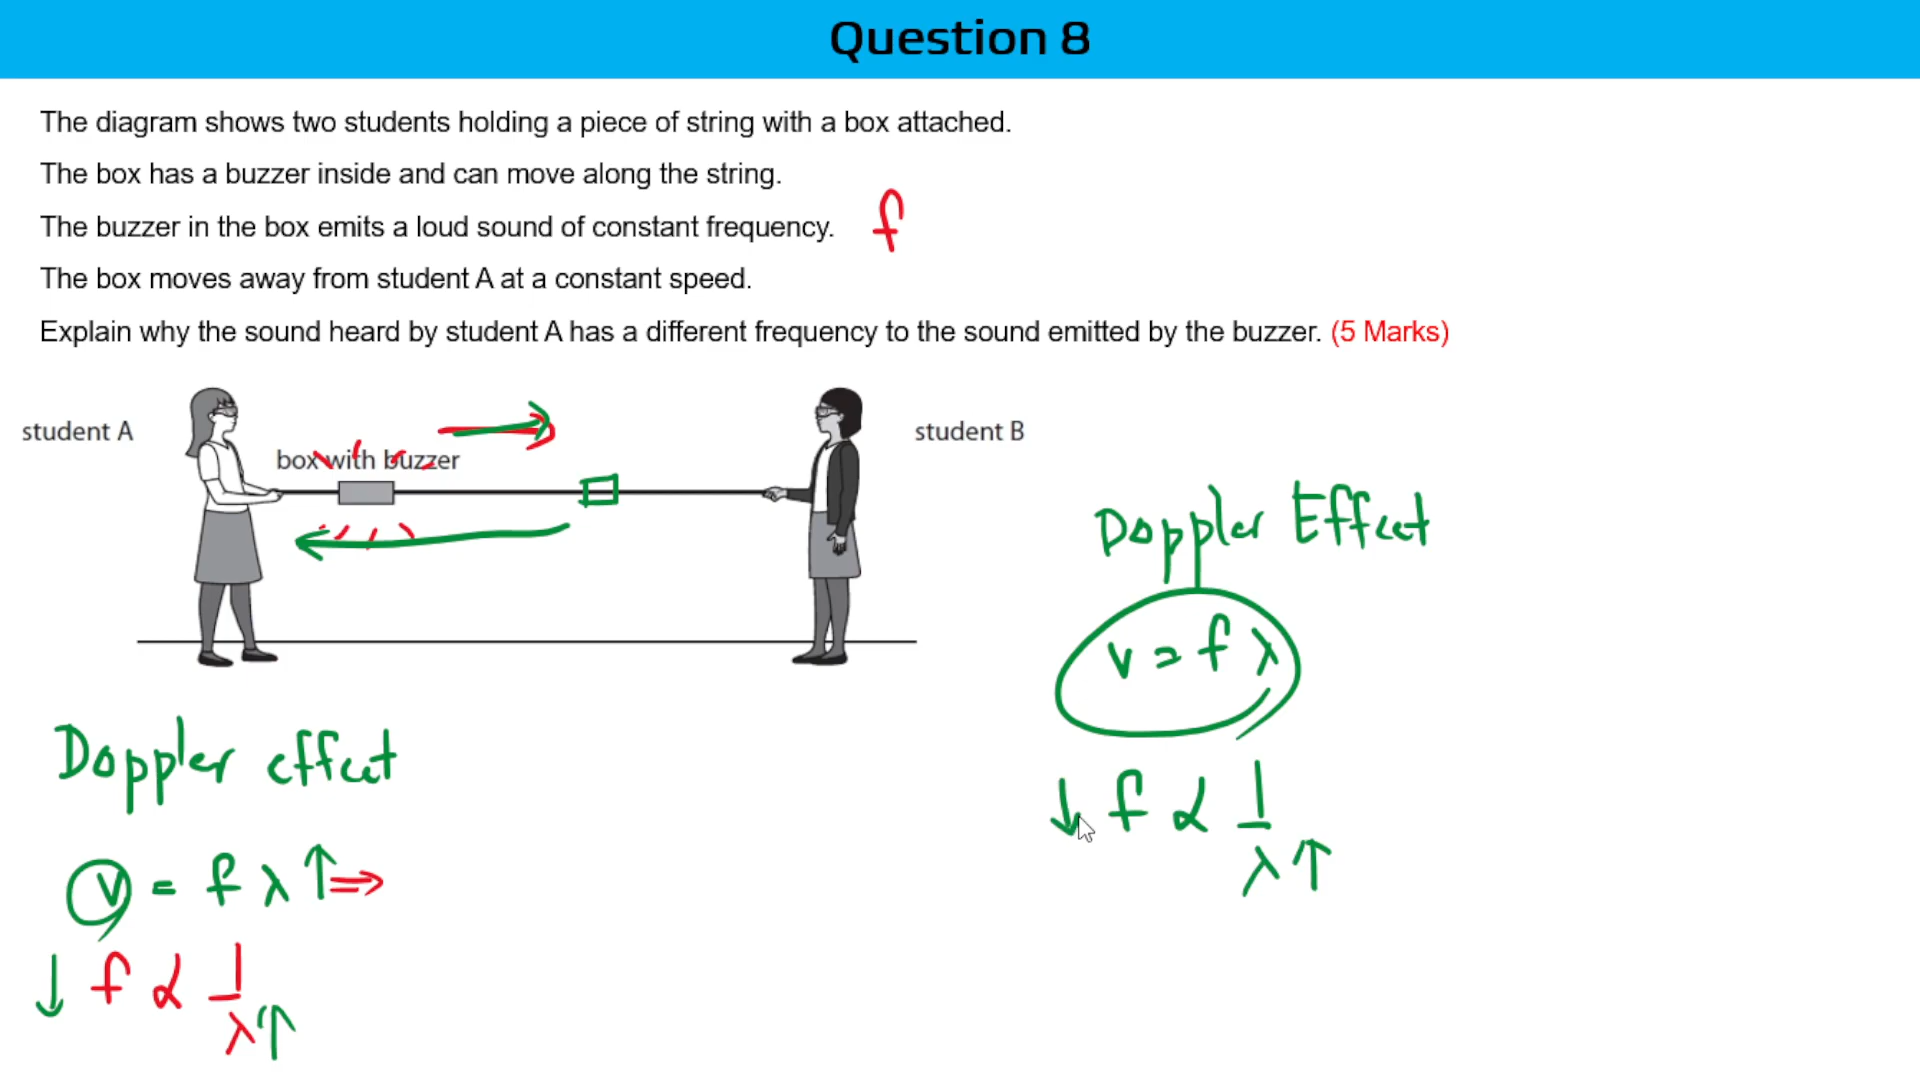 Question 8
The diagram shows two students holding a piece of string with a box attached.
The box has a buzzer inside and can move along the string.
The buzzer in the box emits a loud sound of constant frequency. f
The box moves away from student A at a constant speed.
Explain why the sound heard by student A has a different frequency to the sound emitted by the buzzer. (5 Marks)
student A
box with buzzer
student B
Doppler Effect
v = f λ
↓ f α 1/λ ↑
Doppler effect
v = f λ ↑ ⇒
↓ f α 1/λ ↑